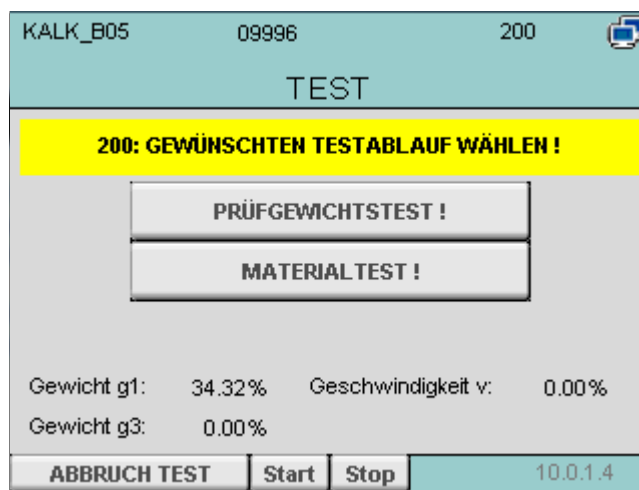 KALK_B05 09996 200
TEST
200: GEWÜNSCHTEN TESTABLAUF WÄHLEN !
PRÜFGEWICHTSTEST !
MATERIALTEST !
Gewicht g1: 34.32% Geschwindigkeit v: 0.00%
Gewicht g3: 0.00%
ABBRUCH TEST Start Stop 10.0.1.4